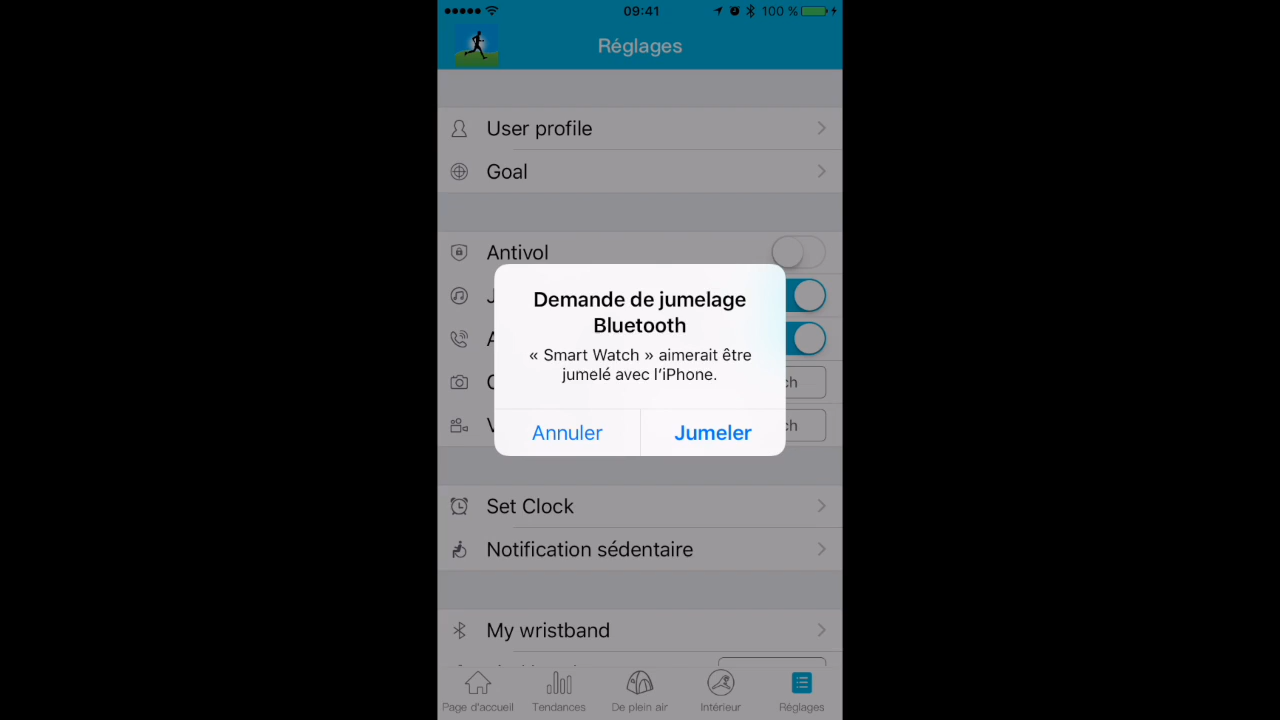 09:41
100 %
Réglages
User profile
Goal
Antivol
Demande de jumelage
Bluetooth
« Smart Watch » aimerait être
jumelé avec l'iPhone.
Annuler
Jumeler
Set Clock
Notification sédentaire
My wristband
Page d'accueil
Tendances
De plein air
Intérieur
Réglages